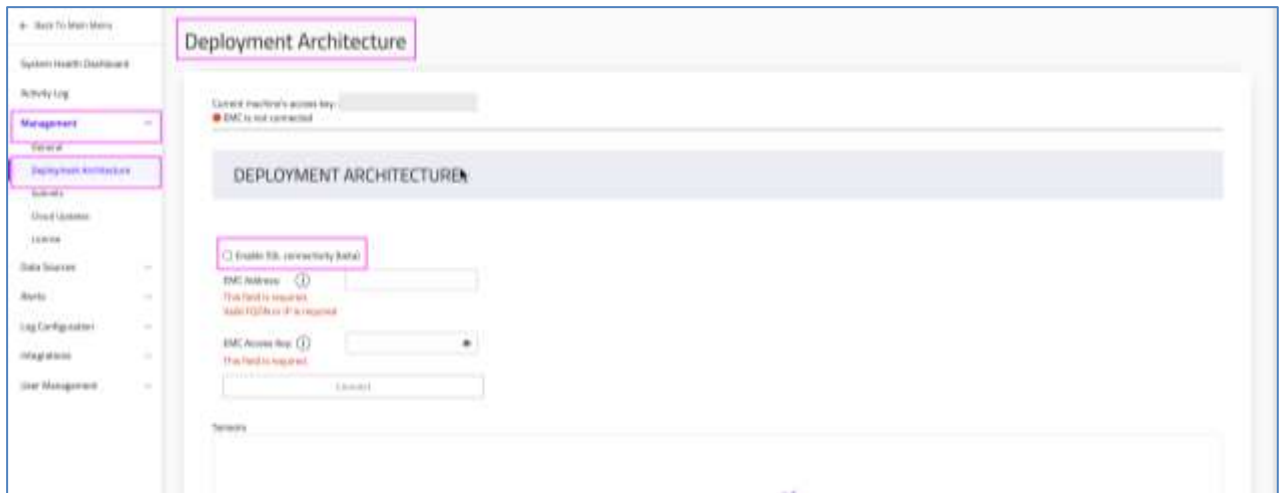 ← Back To Main Menu
System Health Dashboard
Activity Log
Management
General
Deployment Architecture
Subnets
Cloud Updates
License
Data Sources
Alerts
Log Configuration
Integrations
User Management
Deployment Architecture
Current machine's access key:
EMC is not connected
DEPLOYMENT ARCHITECTURE
Enable SSL connectivity (beta)
EMC Address:
This field is required.
Valid FQDN or IP is required
EMC Access Key:
This field is required.
Connect
Sensors